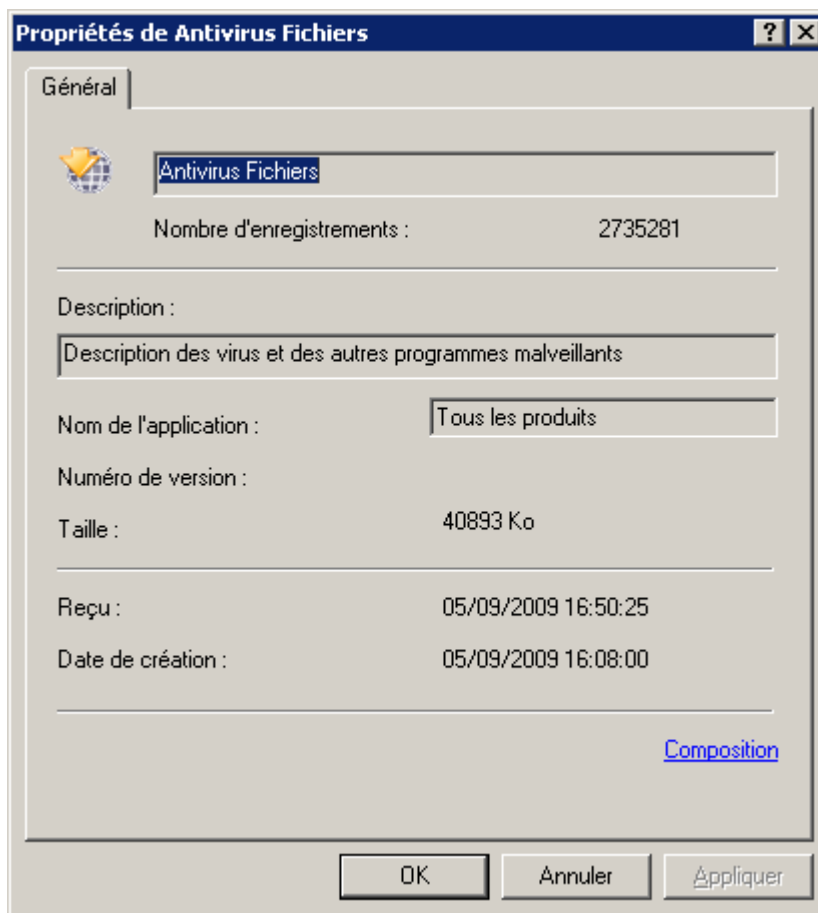 Propriétés de Antivirus Fichiers
Général
Antivirus Fichiers
Nombre d'enregistrements : 2735281
Description :
Description des virus et des autres programmes malveillants
Nom de l'application : Tous les produits
Numéro de version :
Taille : 40893 Ko
Reçu : 05/09/2009 16:50:25
Date de création : 05/09/2009 16:08:00
Composition
OK Annuler Appliquer